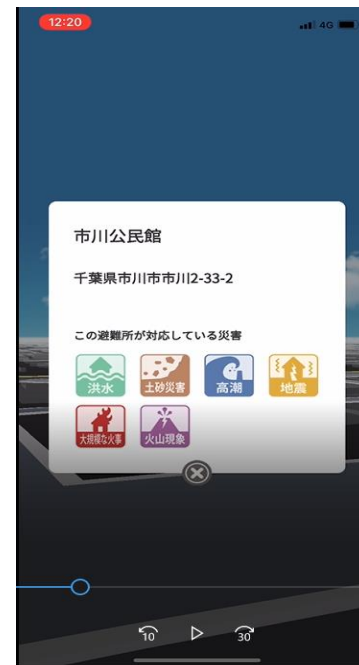 12:20
4G
市川公民館
千葉県市川市市川2-33-2
この避難所が対応している災害
洪水
土砂災害
高潮
地震
大規模な火事
火山現象
10
30